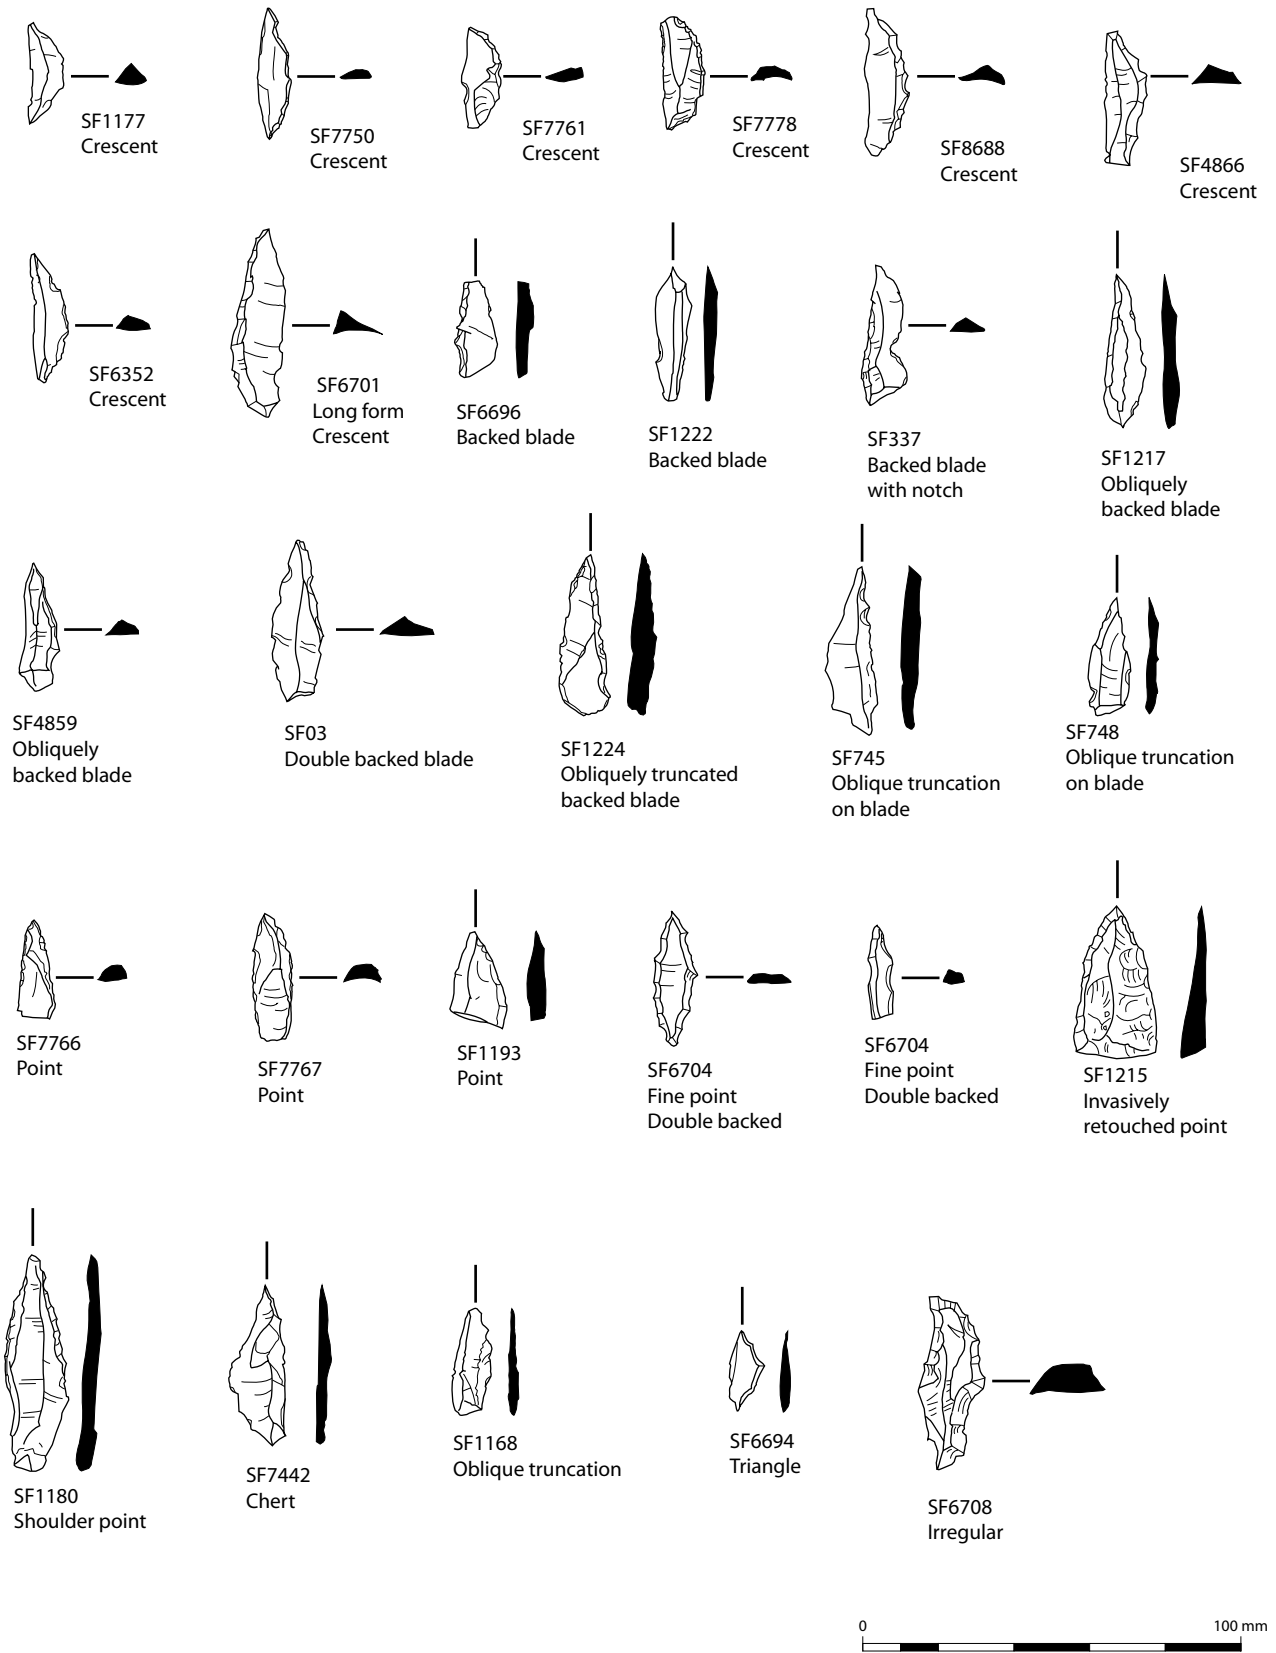 SF1177
Crescent
SF7750
Crescent
SF7761
Crescent
SF7778
Crescent
SF8688
Crescent
SF4866
Crescent
SF6352
Crescent
SF6701
Long form
Crescent
SF6696
Backed blade
SF1222
Backed blade
SF337
Backed blade
with notch
SF1217
Obliquely
backed blade
SF4859
Obliquely
backed blade
SF03
Double backed blade
SF1224
Obliquely truncated
backed blade
SF745
Oblique truncation
on blade
SF748
Oblique truncation
on blade
SF7766
Point
SF7767
Point
SF1193
Point
SF6704
Fine point
Double backed
SF6704
Fine point
Double backed
SF1215
Invasively
retouched point
SF1180
Shoulder point
SF7442
Chert
SF1168
Oblique truncation
SF6694
Triangle
SF6708
Irregular
0 100 mm